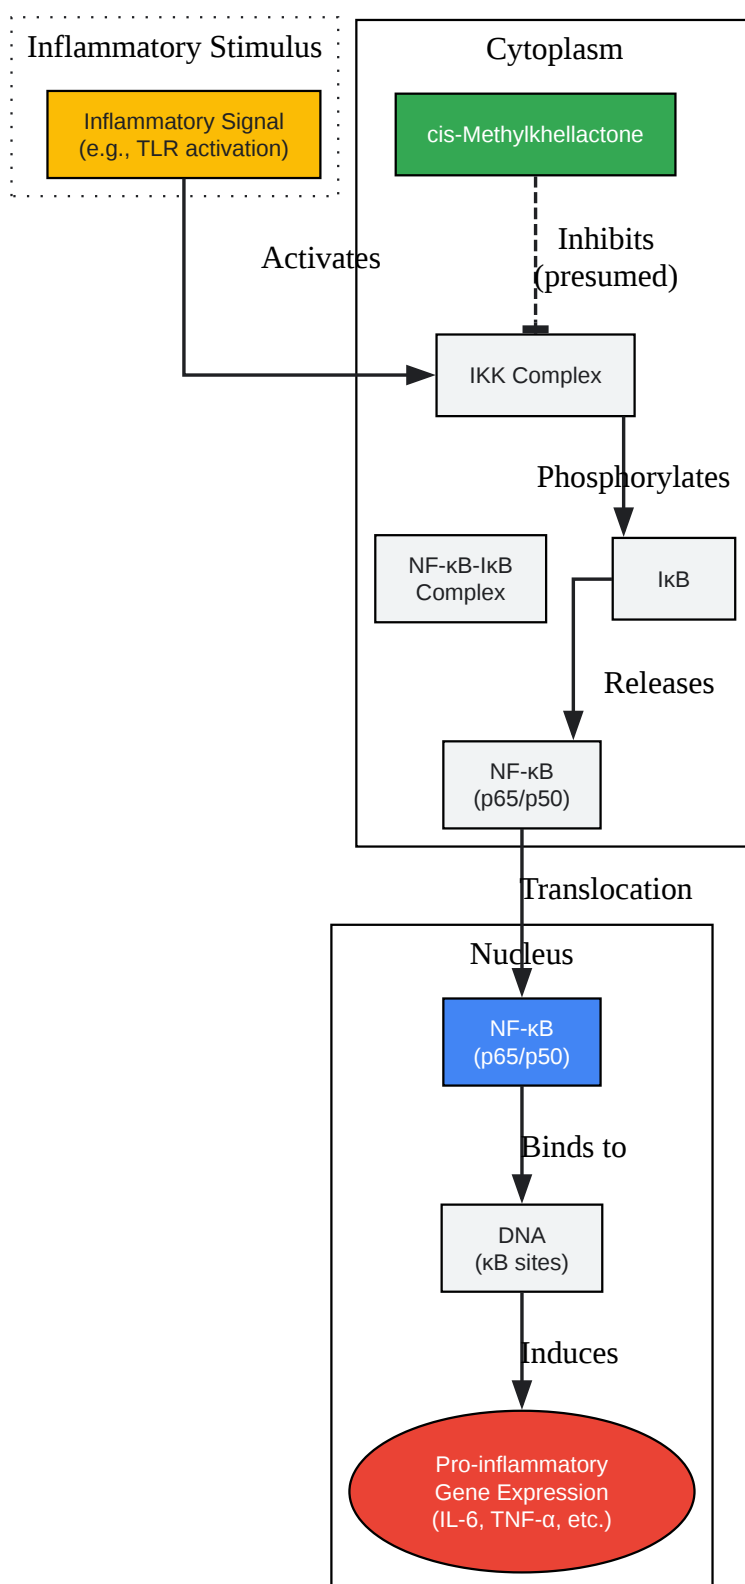 Inflammatory Stimulus
Inflammatory Signal
(e.g., TLR activation)
Cytoplasm
cis-Methylkhellactone
Activates
Inhibits
(presumed)
IKK Complex
Phosphorylates
NF-κB-IκB
Complex
IκB
Releases
NF-κB
(p65/p50)
Translocation
Nucleus
NF-κB
(p65/p50)
Binds to
DNA
(κB sites)
Induces
Pro-inflammatory
Gene Expression
(IL-6, TNF-α, etc.)